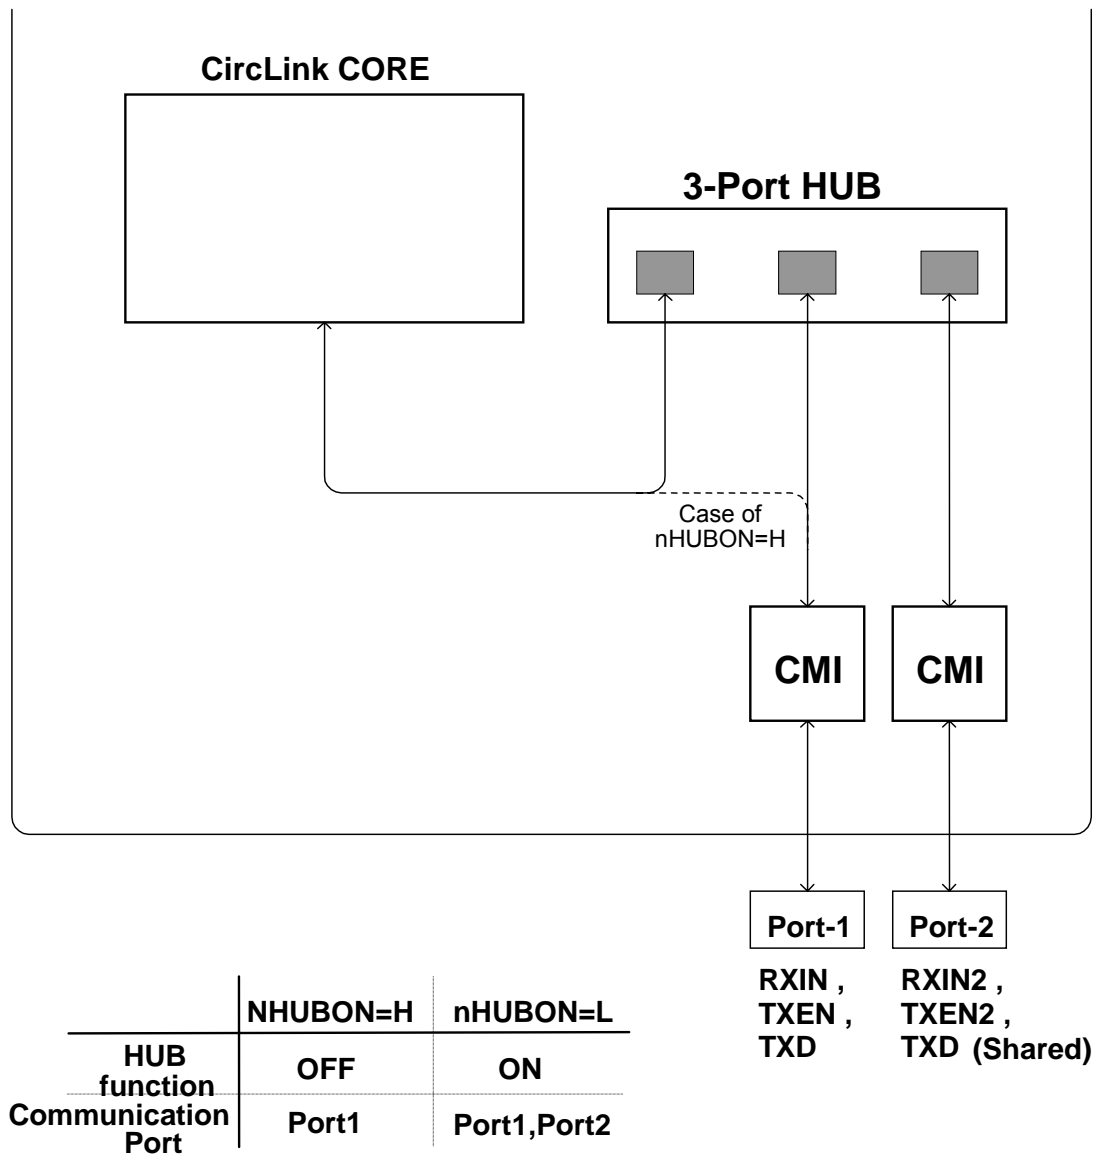 CircLink CORE
3-Port HUB
Case of
nHUBON=H
CMI
CMI
Port-1
Port-2
RXIN ,
TXEN ,
TXD
RXIN2 ,
TXEN2 ,
TXD (Shared)
NHUBON=H nHUBON=L
HUB
function
OFF ON
Communication
Port
Port1 Port1,Port2